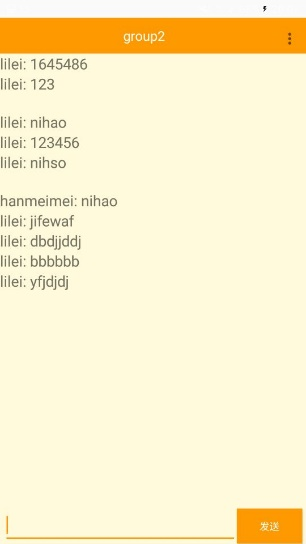 group2
lilei: 1645486
lilei: 123
lilei: nihao
lilei: 123456
lilei: nihso
hanmeimei: nihao
lilei: jifewaf
lilei: dbdjjddj
lilei: bbbbbb
lilei: yfjdjdj
发送